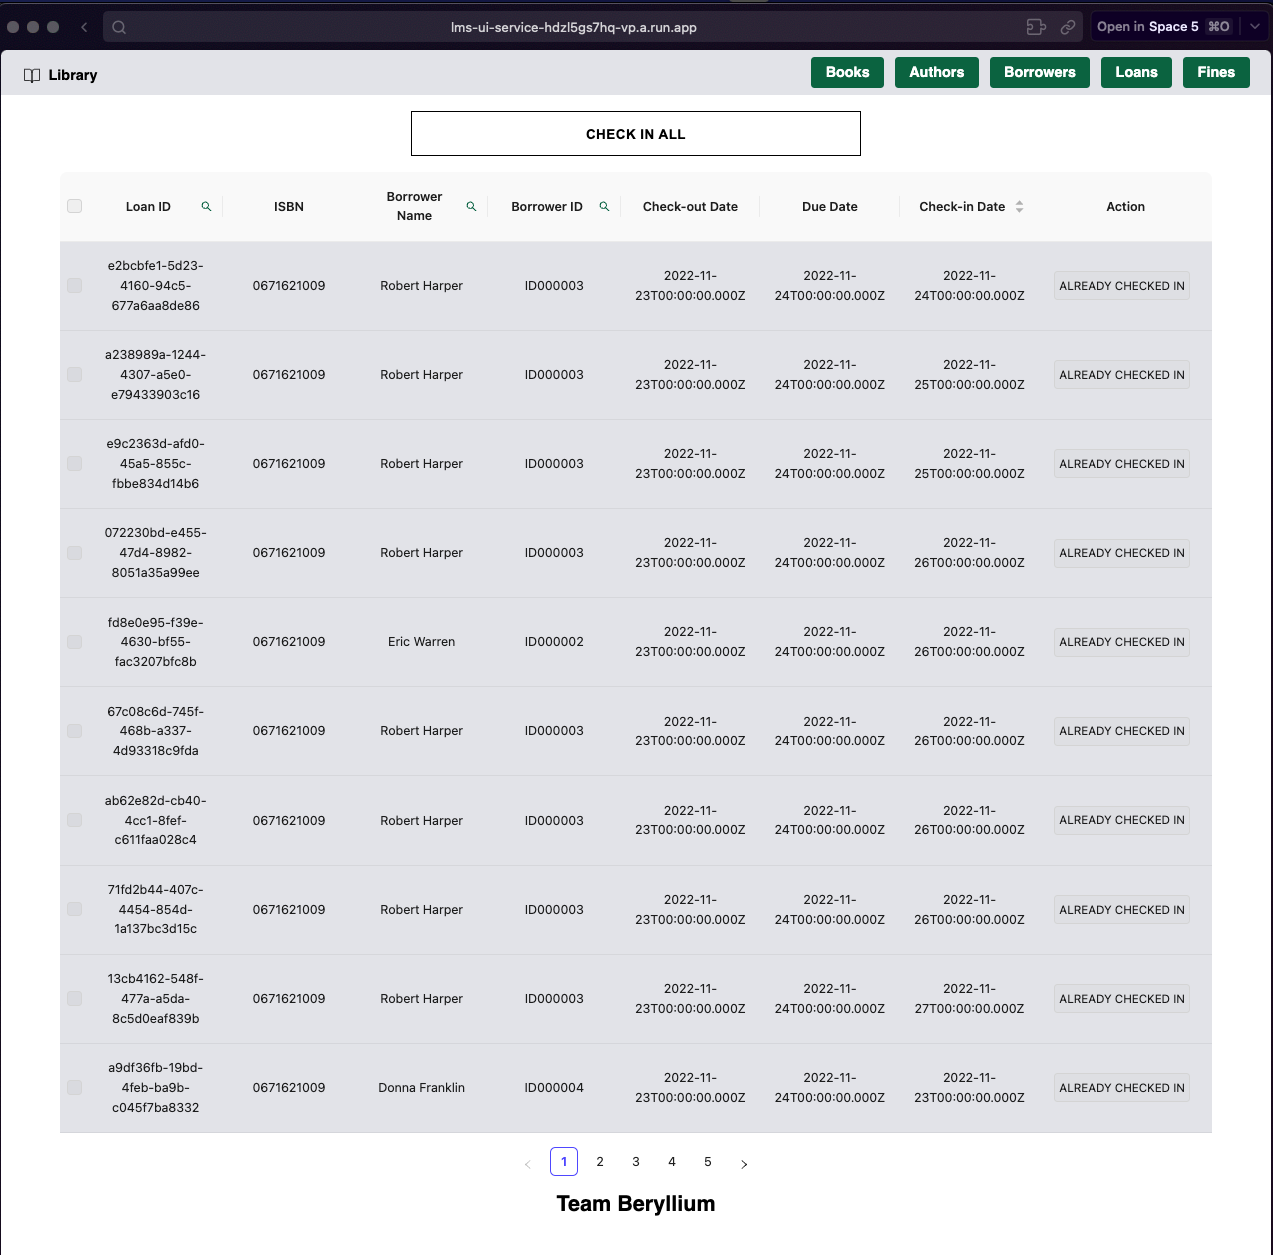 lms-ui-service-hdzl5gs7hq-vp.a.run.app
Open in Space 5 ⌘O
Library
Books Authors Borrowers Loans Fines
CHECK IN ALL
Loan ID ISBN Borrower Name Borrower ID Check-out Date Due Date Check-in Date Action
e2bcbfe1-5d23-4160-94c5-677a6aa8de86 0671621009 Robert Harper ID000003 2022-11-23T00:00:00.000Z 2022-11-24T00:00:00.000Z 2022-11-24T00:00:00.000Z ALREADY CHECKED IN
a238989a-1244-4307-a5e0-e79433903c16 0671621009 Robert Harper ID000003 2022-11-23T00:00:00.000Z 2022-11-24T00:00:00.000Z 2022-11-25T00:00:00.000Z ALREADY CHECKED IN
e9c2363d-afd0-45a5-855c-fbbe834d14b6 0671621009 Robert Harper ID000003 2022-11-23T00:00:00.000Z 2022-11-24T00:00:00.000Z 2022-11-25T00:00:00.000Z ALREADY CHECKED IN
072230bd-e455-47d4-8982-8051a35a99ee 0671621009 Robert Harper ID000003 2022-11-23T00:00:00.000Z 2022-11-24T00:00:00.000Z 2022-11-26T00:00:00.000Z ALREADY CHECKED IN
fd8e0e95-f39e-4630-bf55-fac3207bfc8b 0671621009 Eric Warren ID000002 2022-11-23T00:00:00.000Z 2022-11-24T00:00:00.000Z 2022-11-26T00:00:00.000Z ALREADY CHECKED IN
67c08c6d-745f-468b-a337-4d93318c9fda 0671621009 Robert Harper ID000003 2022-11-23T00:00:00.000Z 2022-11-24T00:00:00.000Z 2022-11-26T00:00:00.000Z ALREADY CHECKED IN
ab62e82d-cb40-4cc1-8fef-c611faa028c4 0671621009 Robert Harper ID000003 2022-11-23T00:00:00.000Z 2022-11-24T00:00:00.000Z 2022-11-26T00:00:00.000Z ALREADY CHECKED IN
71fd2b44-407c-4454-854d-1a137bc3d15c 0671621009 Robert Harper ID000003 2022-11-23T00:00:00.000Z 2022-11-24T00:00:00.000Z 2022-11-26T00:00:00.000Z ALREADY CHECKED IN
13cb4162-548f-477a-a5da-8c5d0eaf839b 0671621009 Robert Harper ID000003 2022-11-23T00:00:00.000Z 2022-11-24T00:00:00.000Z 2022-11-27T00:00:00.000Z ALREADY CHECKED IN
a9df36fb-19bd-4feb-ba9b-c045f7ba8332 0671621009 Donna Franklin ID000004 2022-11-23T00:00:00.000Z 2022-11-24T00:00:00.000Z 2022-11-23T00:00:00.000Z ALREADY CHECKED IN
1 2 3 4 5
Team Beryllium